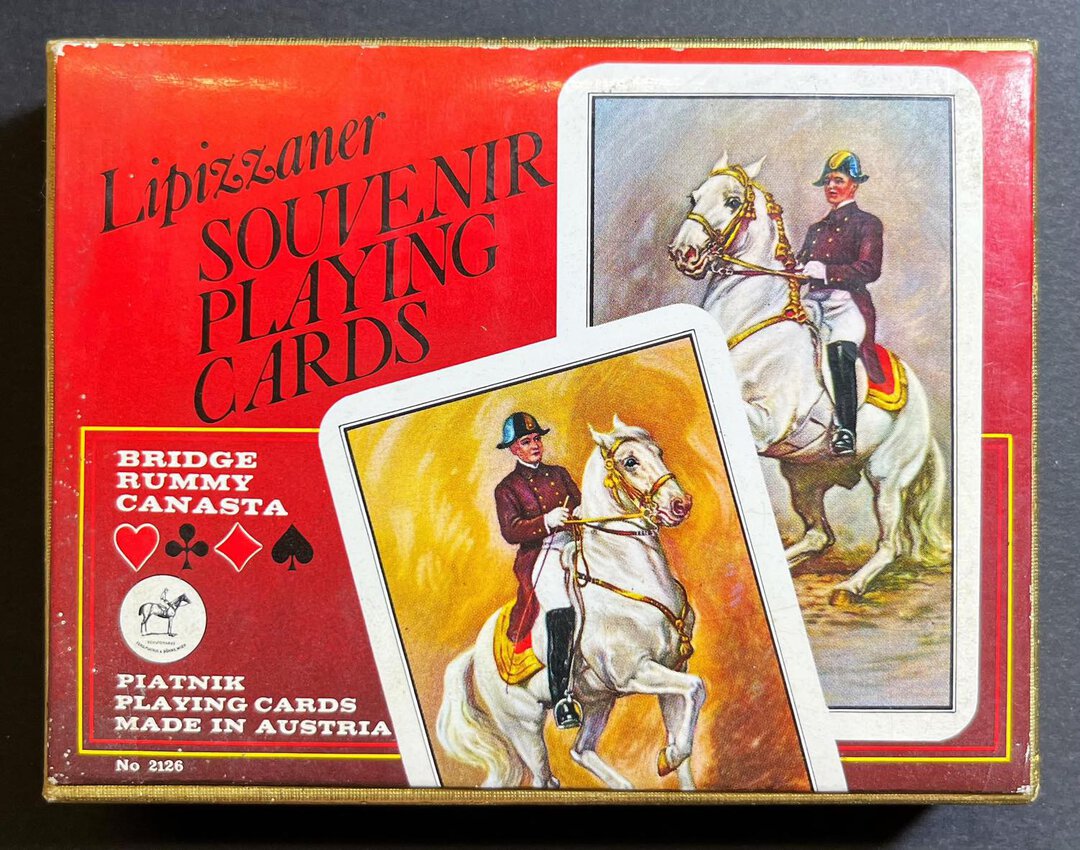 Lipizzaner
SOUVENIR
PLAYING
CARDS
BRIDGE
RUMMY
CANASTA
PIATNIK
PLAYING CARDS
MADE IN AUSTRIA
No 2126